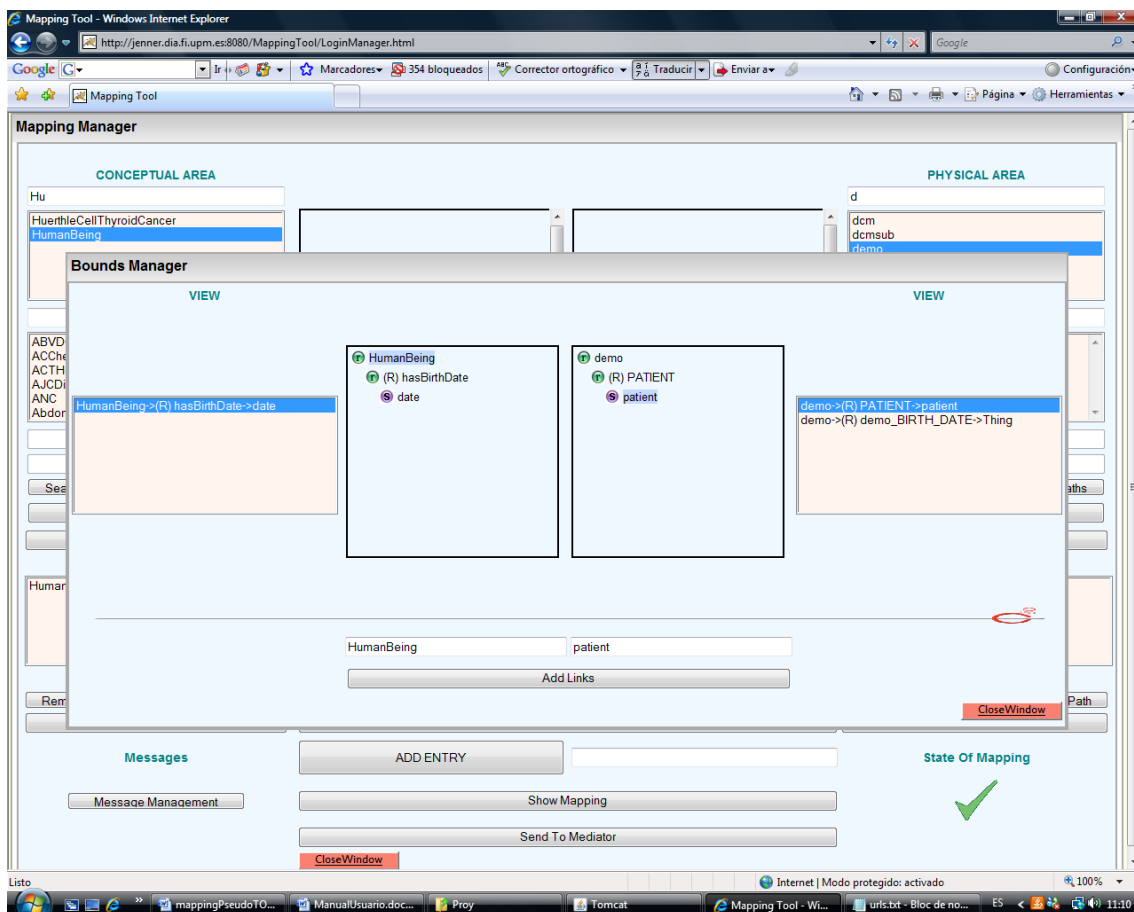 Mapping Tool - Windows Internet Explorer
http://jenner.dia.fi.upm.es:8080/MappingTool/LoginManager.html
Google
Google G Ir Marcadores 354 bloqueados Corrector ortográfico Traducir Enviar a Configuración
Mapping Tool Página Herramientas
Mapping Manager
CONCEPTUAL AREA PHYSICAL AREA
Hu d
HuerthleCellThyroidCancer dcm
HumanBeing dcmsub
demo
Bounds Manager
VIEW VIEW
ABVD
ACChe HumanBeing demo
ACTH (R) hasBirthDate (R) PATIENT
AJCDi date patient
ANC HumanBeing->(R) hasBirthDate->date demo->(R) PATIENT->patient
Abdor demo->(R) demo_BIRTH_DATE->Thing
Sea aths
Human
HumanBeing patient
Add Links
Rem Path
CloseWindow
Messages ADD ENTRY State Of Mapping
Message Management Show Mapping
Send To Mediator
CloseWindow
Listo Internet | Modo protegido: activado 100%
mappingPseudoTO... ManualUsuario.doc... Proy Tomcat Mapping Tool - Wi... urls.txt - Bloc de no... ES 11:10